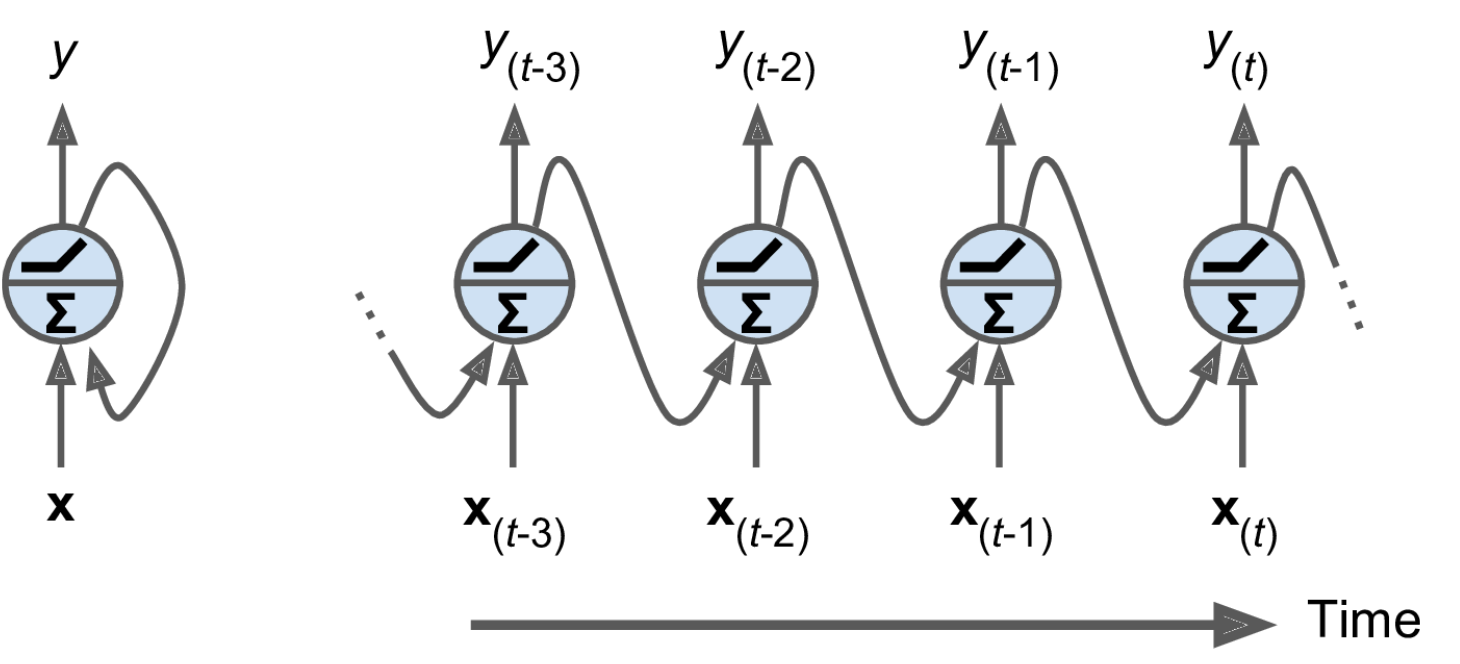 y y(t-3) y(t-2) y(t-1) y(t)
Σ Σ Σ Σ Σ
x x(t-3) x(t-2) x(t-1) x(t)
Time